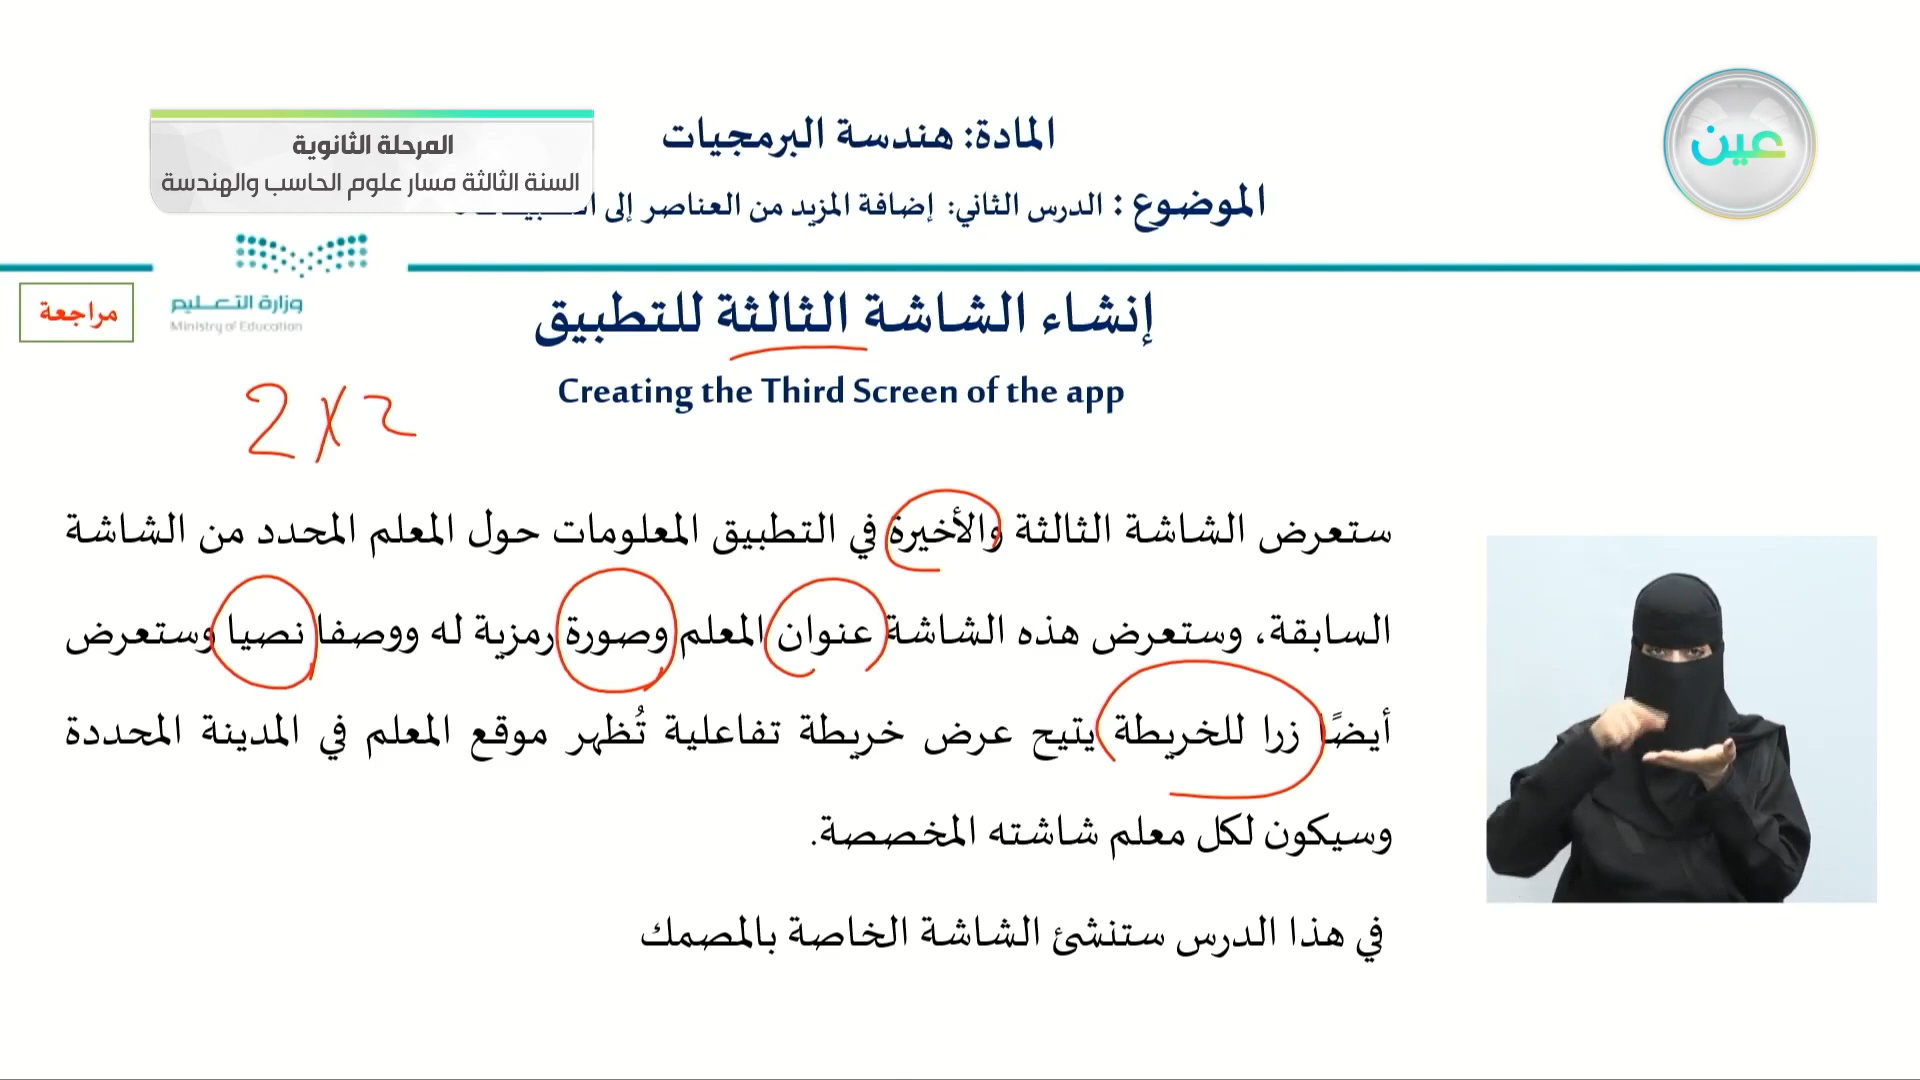 المرحلة الثانوية
السنة الثالثة مسار علوم الحاسب والهندسة
المادة: هندسة البرمجيات
الموضوع : الدرس الثاني: إضافة المزيد من العناصر إلى
عين
وزارة التعليم
Ministry of Education
مراجعة
إنشاء الشاشة الثالثة للتطبيق
Creating the Third Screen of the app
2 x 2
ستعرض الشاشة الثالثة والأخيرة في التطبيق المعلومات حول المعلم المحدد من الشاشة
السابقة، وستعرض هذه الشاشة عنوان المعلم وصورة رمزية له ووصفا نصيا وستعرض
أيضًا زرا للخريطة يتيح عرض خريطة تفاعلية تُظهر موقع المعلم في المدينة المحددة
وسيكون لكل معلم شاشته المخصصة.
في هذا الدرس ستنشئ الشاشة الخاصة بالمصمك